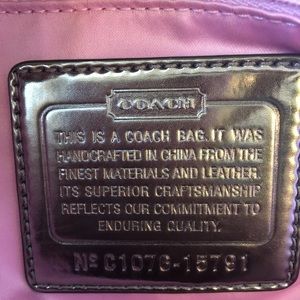 COACH
THIS IS A COACH BAG. IT WAS
HANDCRAFTED IN CHINA FROM THE
FINEST MATERIALS AND LEATHER.
ITS SUPERIOR CRAFTSMANSHIP
REFLECTS OUR COMMITMENT TO
ENDURING QUALITY.
Nº C1076-15791